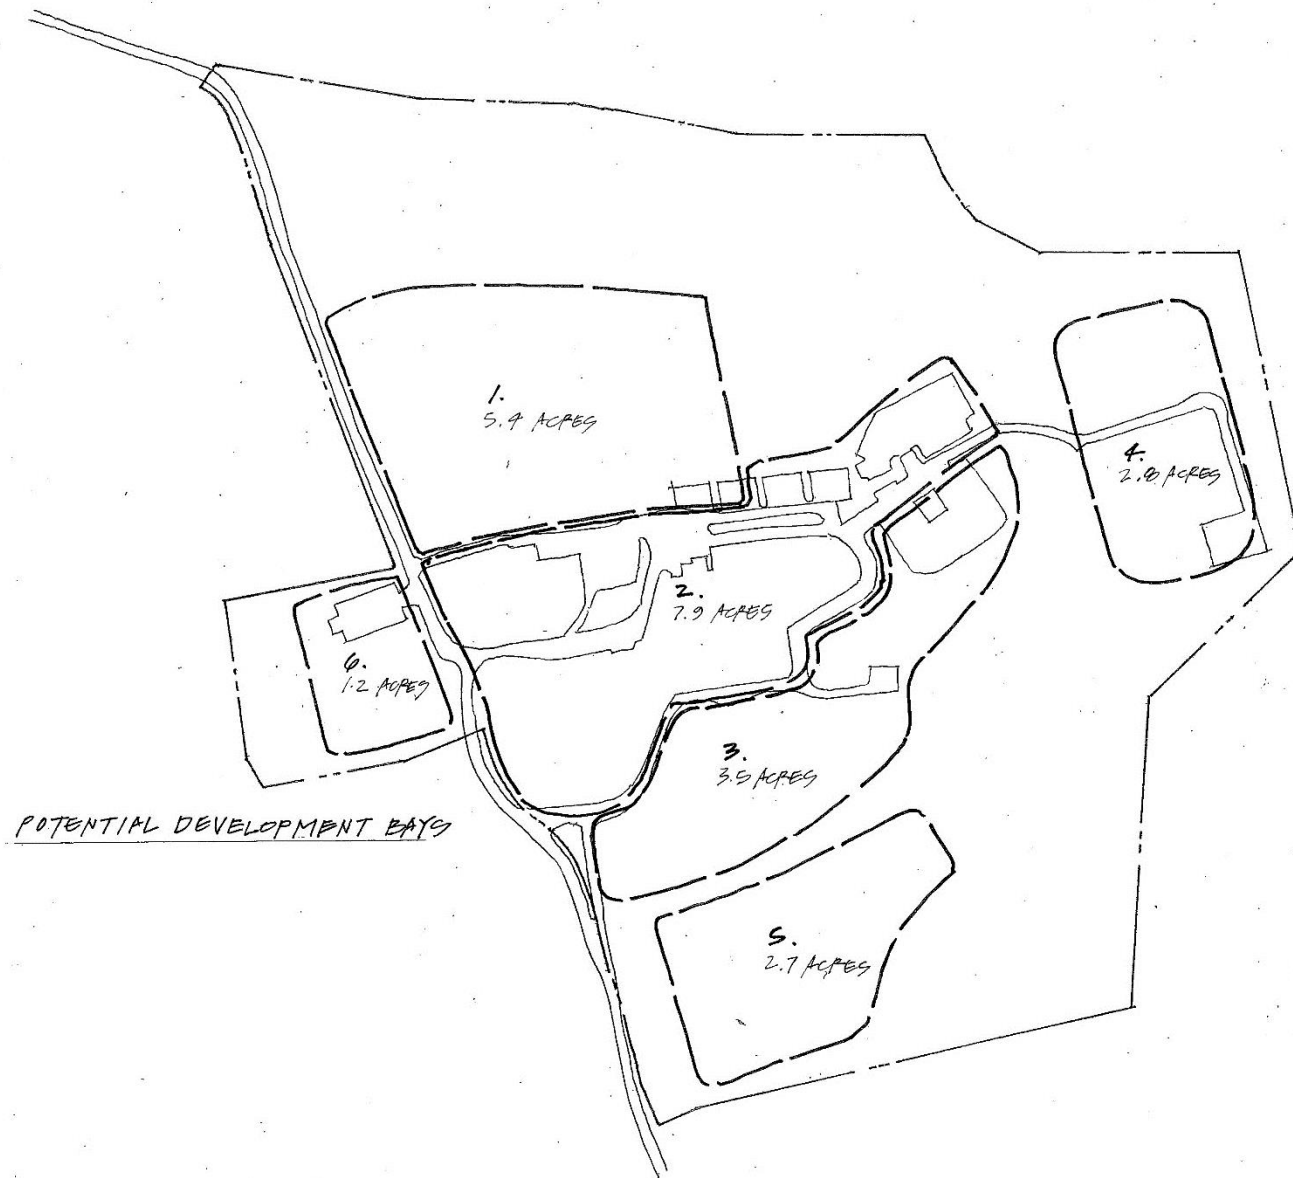 1.
5.4 ACRES
4.
2.8 ACRES
2.
7.9 ACRES
6.
1.2 ACRES
3.
3.5 ACRES
POTENTIAL DEVELOPMENT BAYS
5.
2.7 ACRES